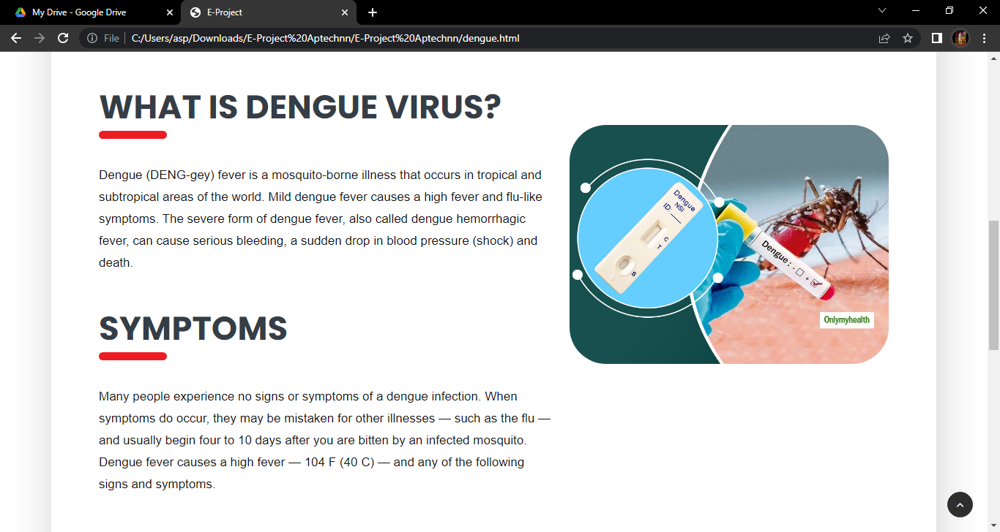 My Drive - Google Drive
E-Project
File
C:/Users/asp/Downloads/E-Project%20Aptechnn/E-Project%20Aptechnn/dengue.html
WHAT IS DENGUE VIRUS?
Dengue (DENG-gey) fever is a mosquito-borne illness that occurs in tropical and
subtropical areas of the world. Mild dengue fever causes a high fever and flu-like
symptoms. The severe form of dengue fever, also called dengue hemorrhagic
fever, can cause serious bleeding, a sudden drop in blood pressure (shock) and
death.
SYMPTOMS
Many people experience no signs or symptoms of a dengue infection. When
symptoms do occur, they may be mistaken for other illnesses — such as the flu —
and usually begin four to 10 days after you are bitten by an infected mosquito.
Dengue fever causes a high fever — 104 F (40 C) — and any of the following
signs and symptoms.
Dengue
NSI
ID:____
C
T
S
Dengue : - □ + ☑
Onlymyhealth